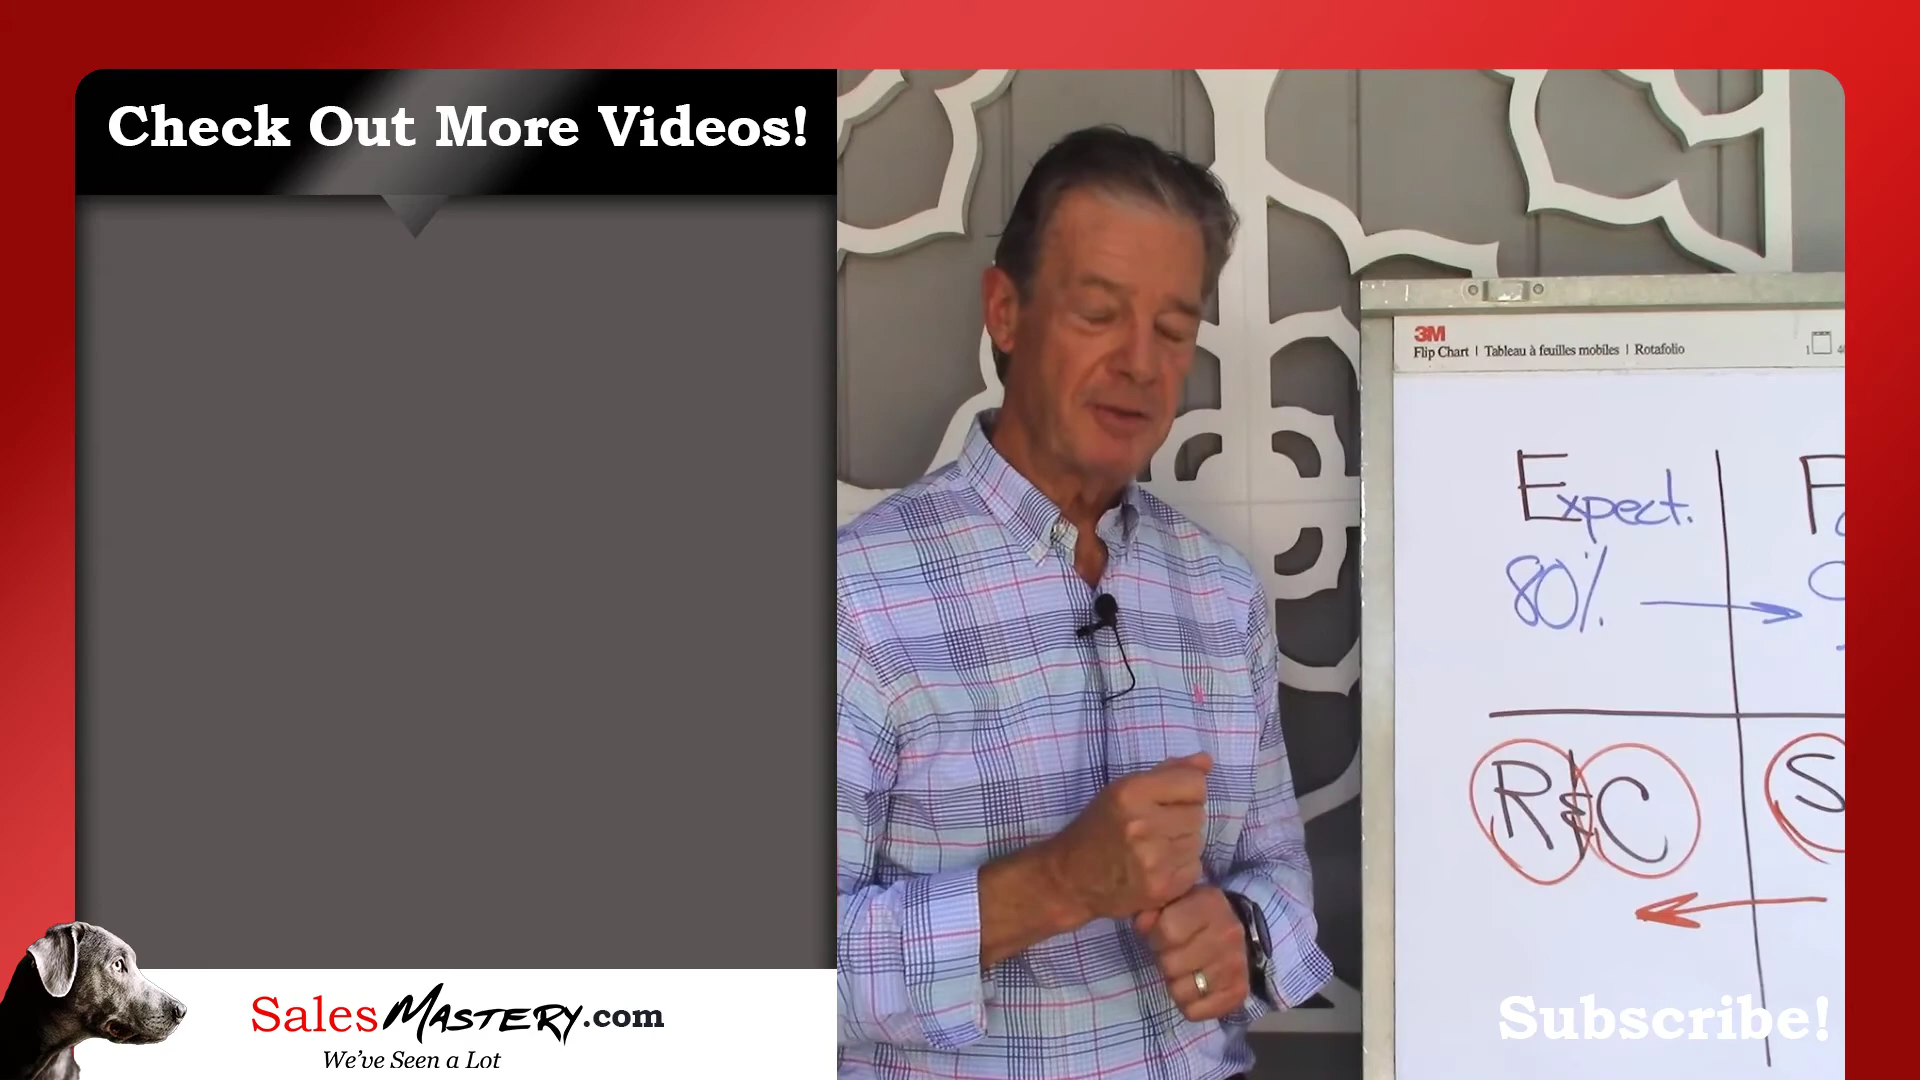 Check Out More Videos!
3M
Flip Chart | Tableau à feuilles mobiles | Rotafolio
Expect.
80%
R & C
S
SalesMastery.com
We've Seen a Lot
Subscribe!